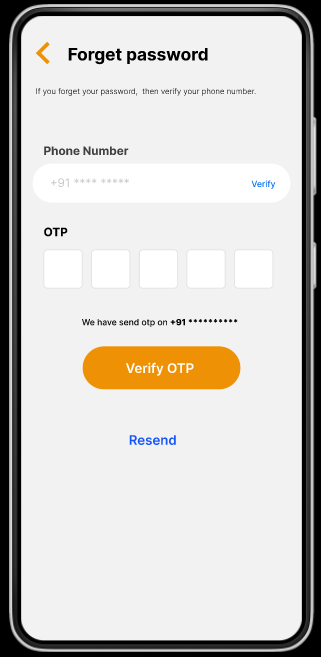 Forget password
If you forget your password, then verify your phone number.
Phone Number
+91 **** ***** Verify
OTP
We have send otp on +91 **********
Verify OTP
Resend